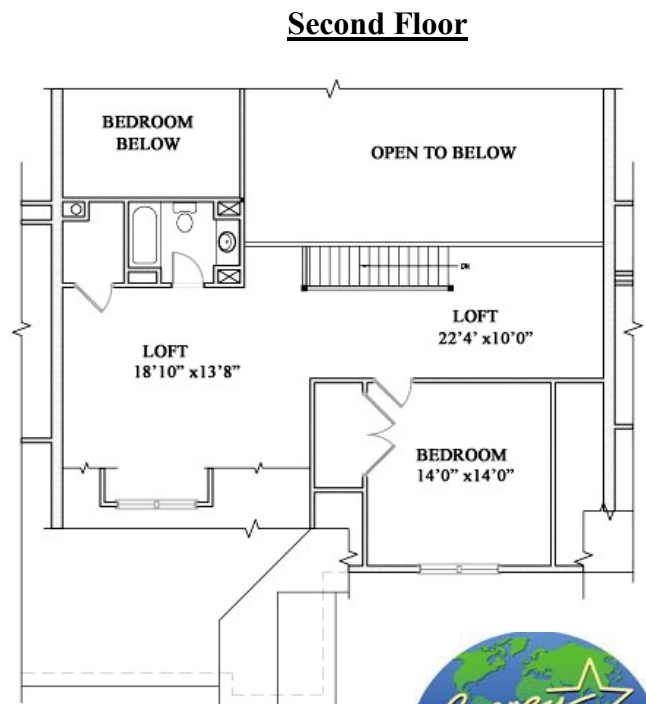 Second Floor
BEDROOM
BELOW
OPEN TO BELOW
DN
LOFT
22'4' x10'0"
LOFT
18'10" x13'8"
BEDROOM
14'0" x14'0"